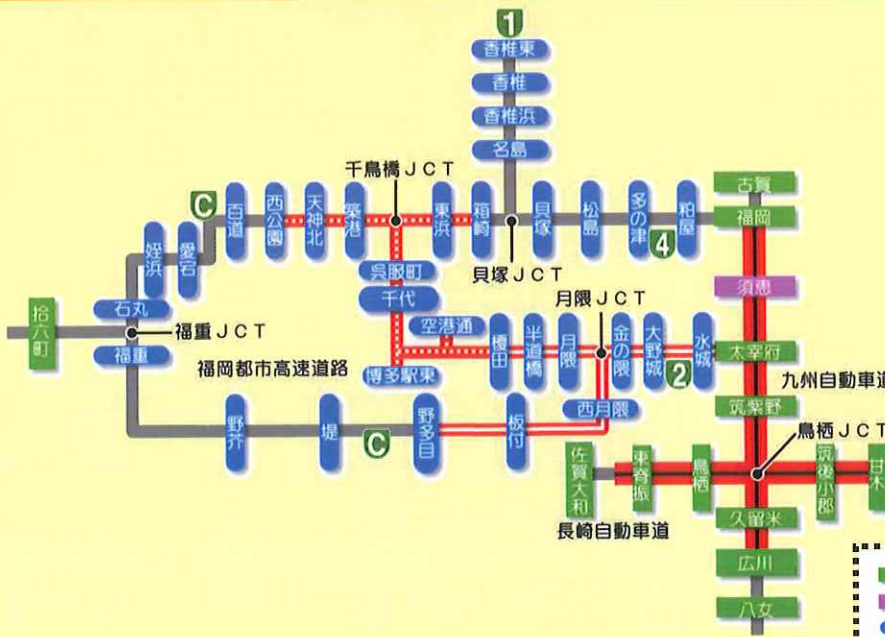 1
香椎東
香椎
香椎浜
名島
千鳥橋JCT
C
百道
西公園
天神北
築港
東浜
箱崎
貝塚
松島
多の津
4
粕屋
古賀
福岡
姪浜
愛宕
呉服町
貝塚JCT
千代
月隈JCT
須恵
拾六町
石丸
福重JCT
空港通
福重
福岡都市高速道路
博多駅東
榎田
半道橋
月隈
金の隈
大野城
2
水城
太宰府
九州自動車道
西月隈
筑紫野
野芥
堤
C
野多目
板付
鳥栖JCT
佐賀大和
東脊振
鳥栖
筑後小郡
甘木
長崎自動車道
久留米
広川
八女